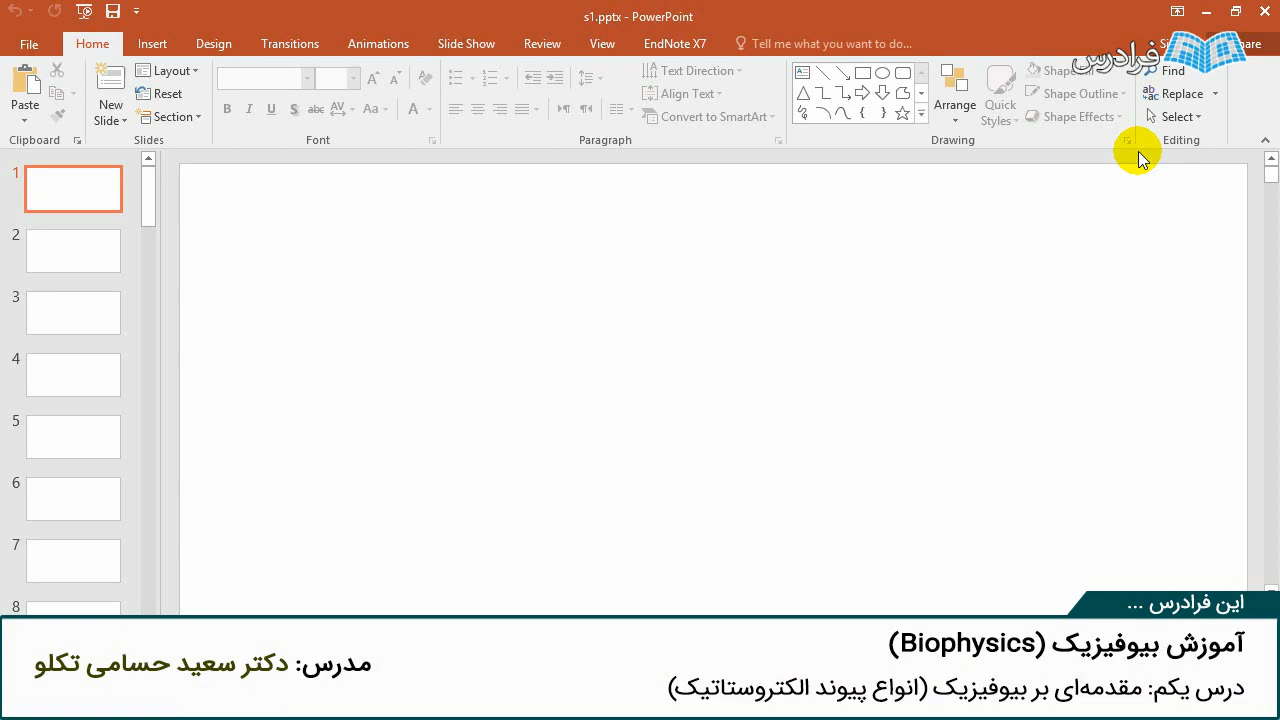 s1.pptx - PowerPoint
File Home Insert Design Transitions Animations Slide Show Review View EndNote X7 Tell me what you want to do...
فرادرس
Paste
New Slide
Layout
Reset
Section
B I U S abc AV Aa A
Text Direction
Align Text
Convert to SmartArt
Arrange
Quick Styles
Shape Outline
Shape Effects
Find
Replace
Select
Clipboard Slides Font Paragraph Drawing Editing
1
2
3
4
5
6
7
8
این فرادرس ...
آموزش بیوفیزیک (Biophysics)
درس یکم: مقدمه‌ای بر بیوفیزیک (انواع پیوند الکتروستاتیک)
مدرس: دکتر سعید حسامی تکلو